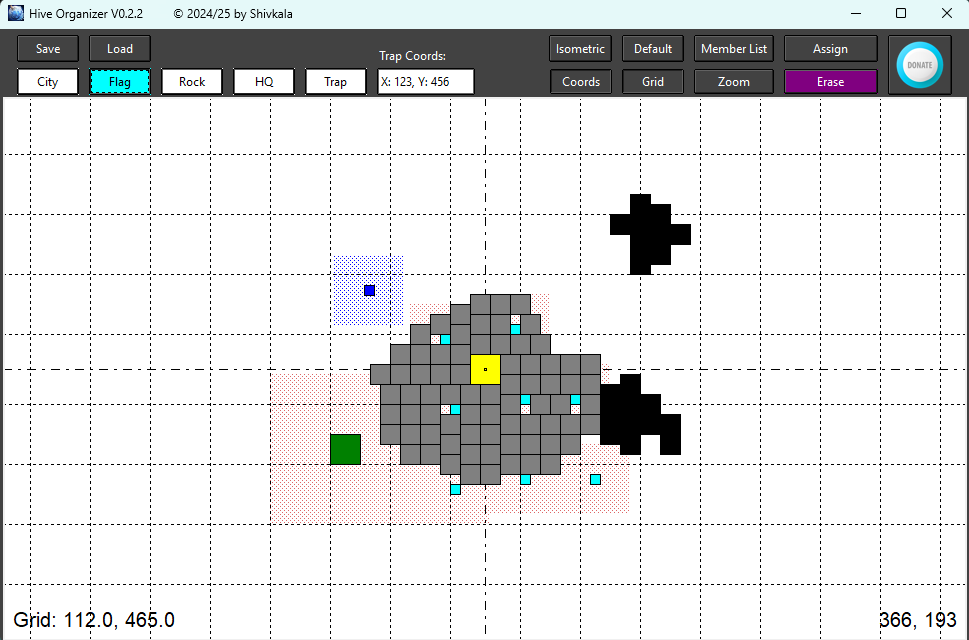 Hive Organizer V0.2.2 © 2024/25 by Shivkala
Save Load Trap Coords: Isometric Default Member List Assign
City Flag Rock HQ Trap X: 123, Y: 456 Coords Grid Zoom Erase
DONATE
Grid: 112.0, 465.0 366, 193